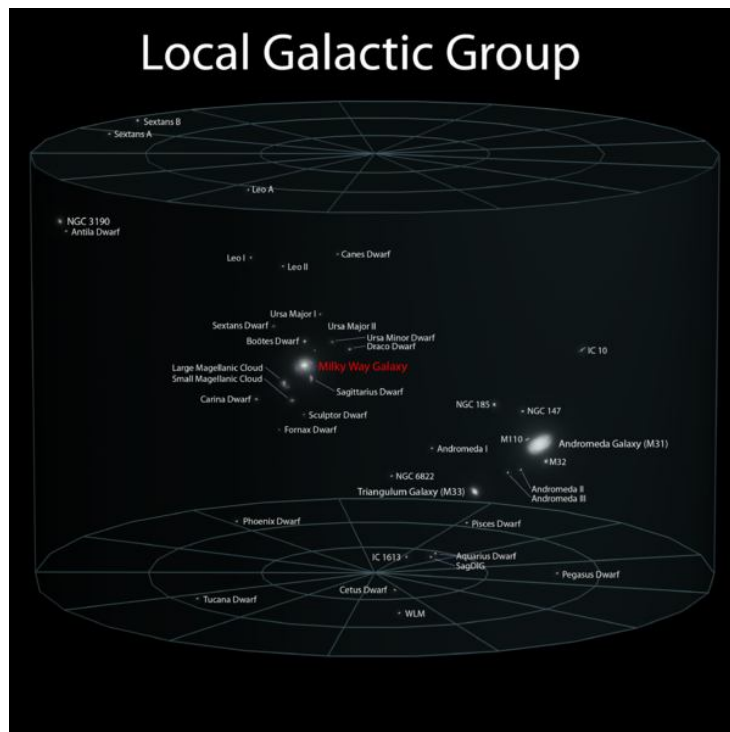 Local Galactic Group
Sextans B
Sextans A
Leo A
NGC 3190
Antila Dwarf
Leo I
Leo II
Canes Dwarf
Ursa Major I
Sextans Dwarf
Ursa Major II
Boötes Dwarf
Ursa Minor Dwarf
Draco Dwarf
IC 10
Large Magellanic Cloud
Milky Way Galaxy
Small Magellanic Cloud
Sagittarius Dwarf
Carina Dwarf
NGC 185
NGC 147
Sculptor Dwarf
Fornax Dwarf
M110
Andromeda Galaxy (M31)
Andromeda I
M32
NGC 6822
Triangulum Galaxy (M33)
Andromeda II
Andromeda III
Phoenix Dwarf
Pisces Dwarf
IC 1613
Aquarius Dwarf
SagDIG
Pegasus Dwarf
Cetus Dwarf
Tucana Dwarf
WLM